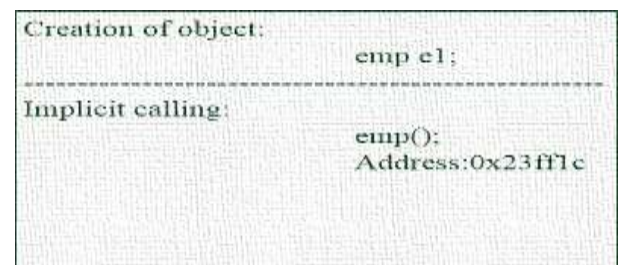 Creation of object:
emp e1;
Implicit calling:
emp();
Address:0x23ff1c